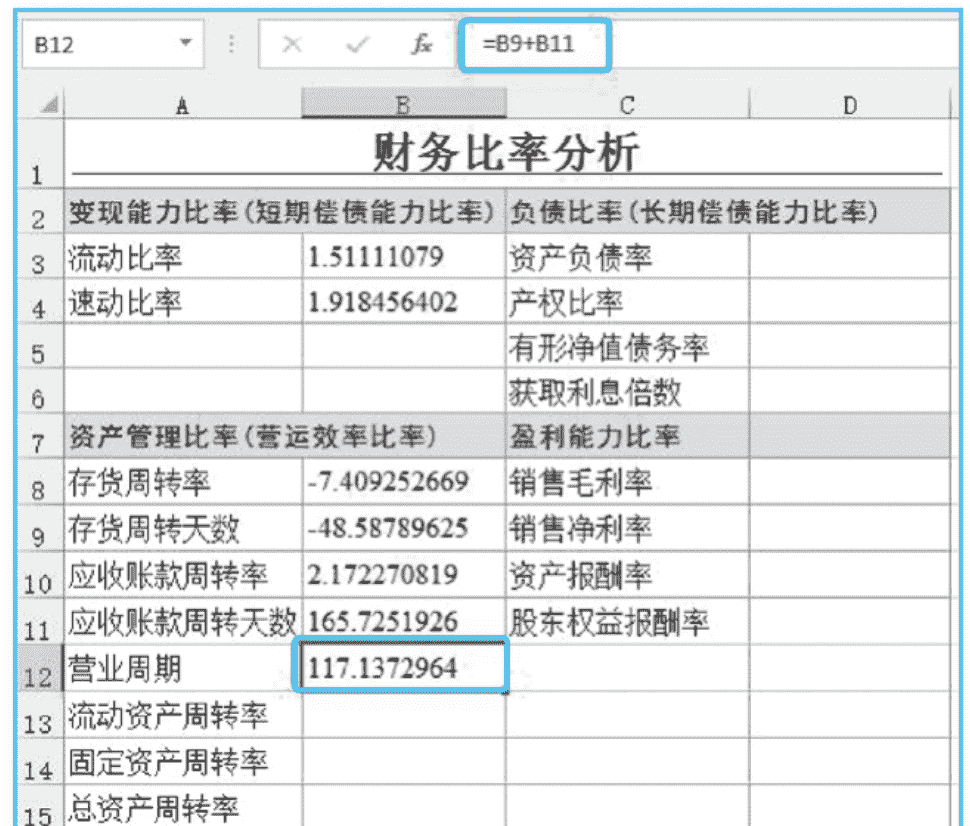 B12 fx =B9+B11
A B C D
1 财务比率分析
2 变现能力比率(短期偿债能力比率) 负债比率(长期偿债能力比率)
3 流动比率 1.51111079 资产负债率
4 速动比率 1.918456402 产权比率
5 有形净值债务率
6 获取利息倍数
7 资产管理比率(营运效率比率) 盈利能力比率
8 存货周转率 -7.409252669 销售毛利率
9 存货周转天数 -48.58789625 销售净利率
10 应收账款周转率 2.172270819 资产报酬率
11 应收账款周转天数 165.7251926 股东权益报酬率
12 营业周期 117.1372964
13 流动资产周转率
14 固定资产周转率
15 总资产周转率